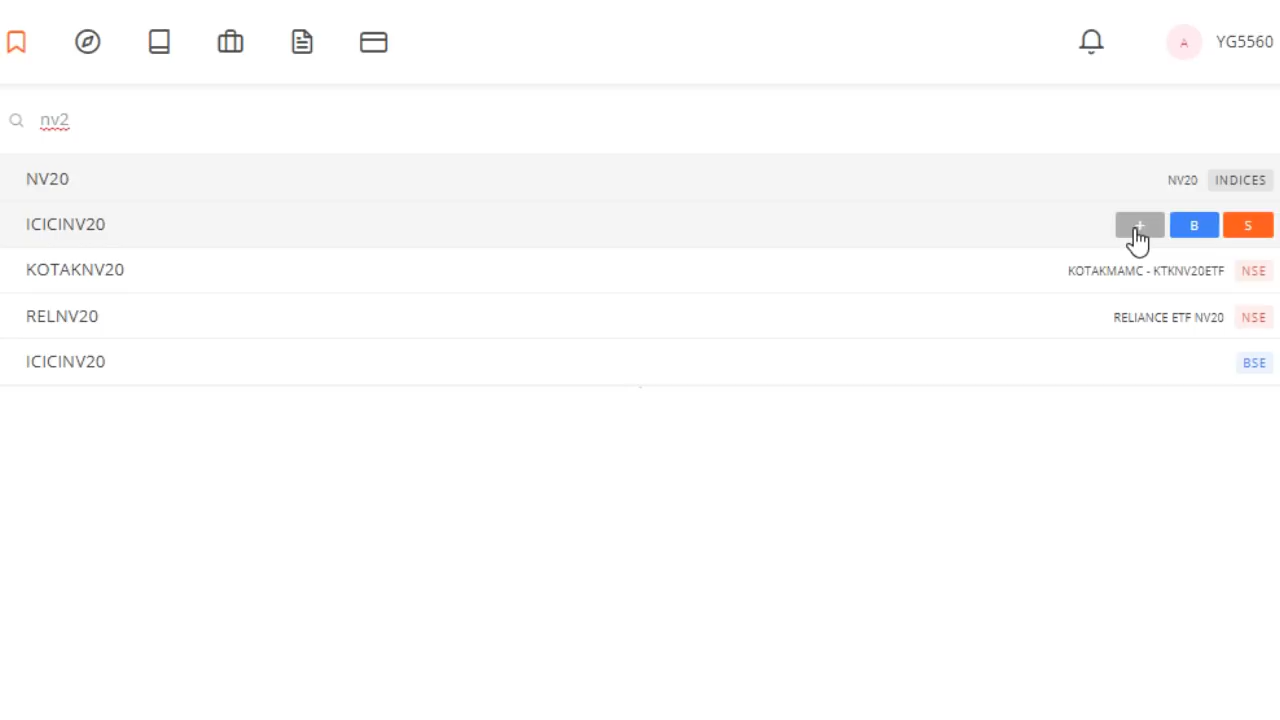 A YG5560
nv2
NV20 NV20 INDICES
ICICINV20 + B S
KOTAKNV20 KOTAKMAMC - KTKNV20ETF NSE
RELNV20 RELIANCE ETF NV20 NSE
ICICINV20 BSE